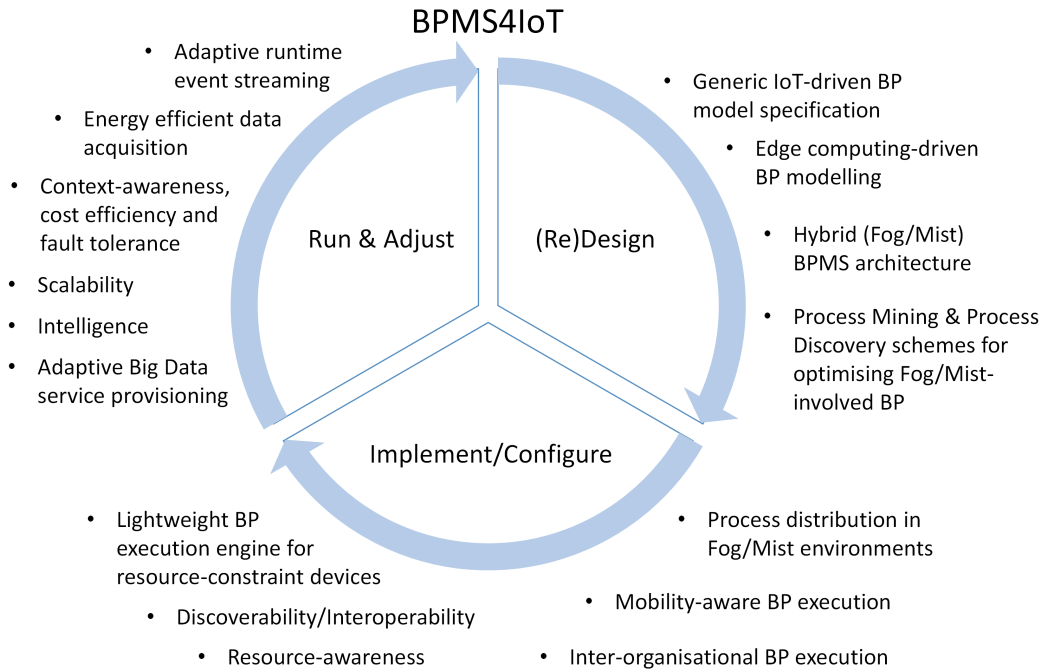 BPMS4IoT
• Adaptive runtime
event streaming
• Energy efficient data
acquisition
• Context-awareness,
cost efficiency and
fault tolerance
• Scalability
• Intelligence
• Adaptive Big Data
service provisioning
Run & Adjust
(Re)Design
• Generic IoT-driven BP
model specification
• Edge computing-driven
BP modelling
• Hybrid (Fog/Mist)
BPMS architecture
• Process Mining & Process
Discovery schemes for
optimising Fog/Mist-
involved BP
Implement/Configure
• Lightweight BP
execution engine for
resource-constraint devices
• Discoverability/Interoperability
• Resource-awareness
• Process distribution in
Fog/Mist environments
• Mobility-aware BP execution
• Inter-organisational BP execution